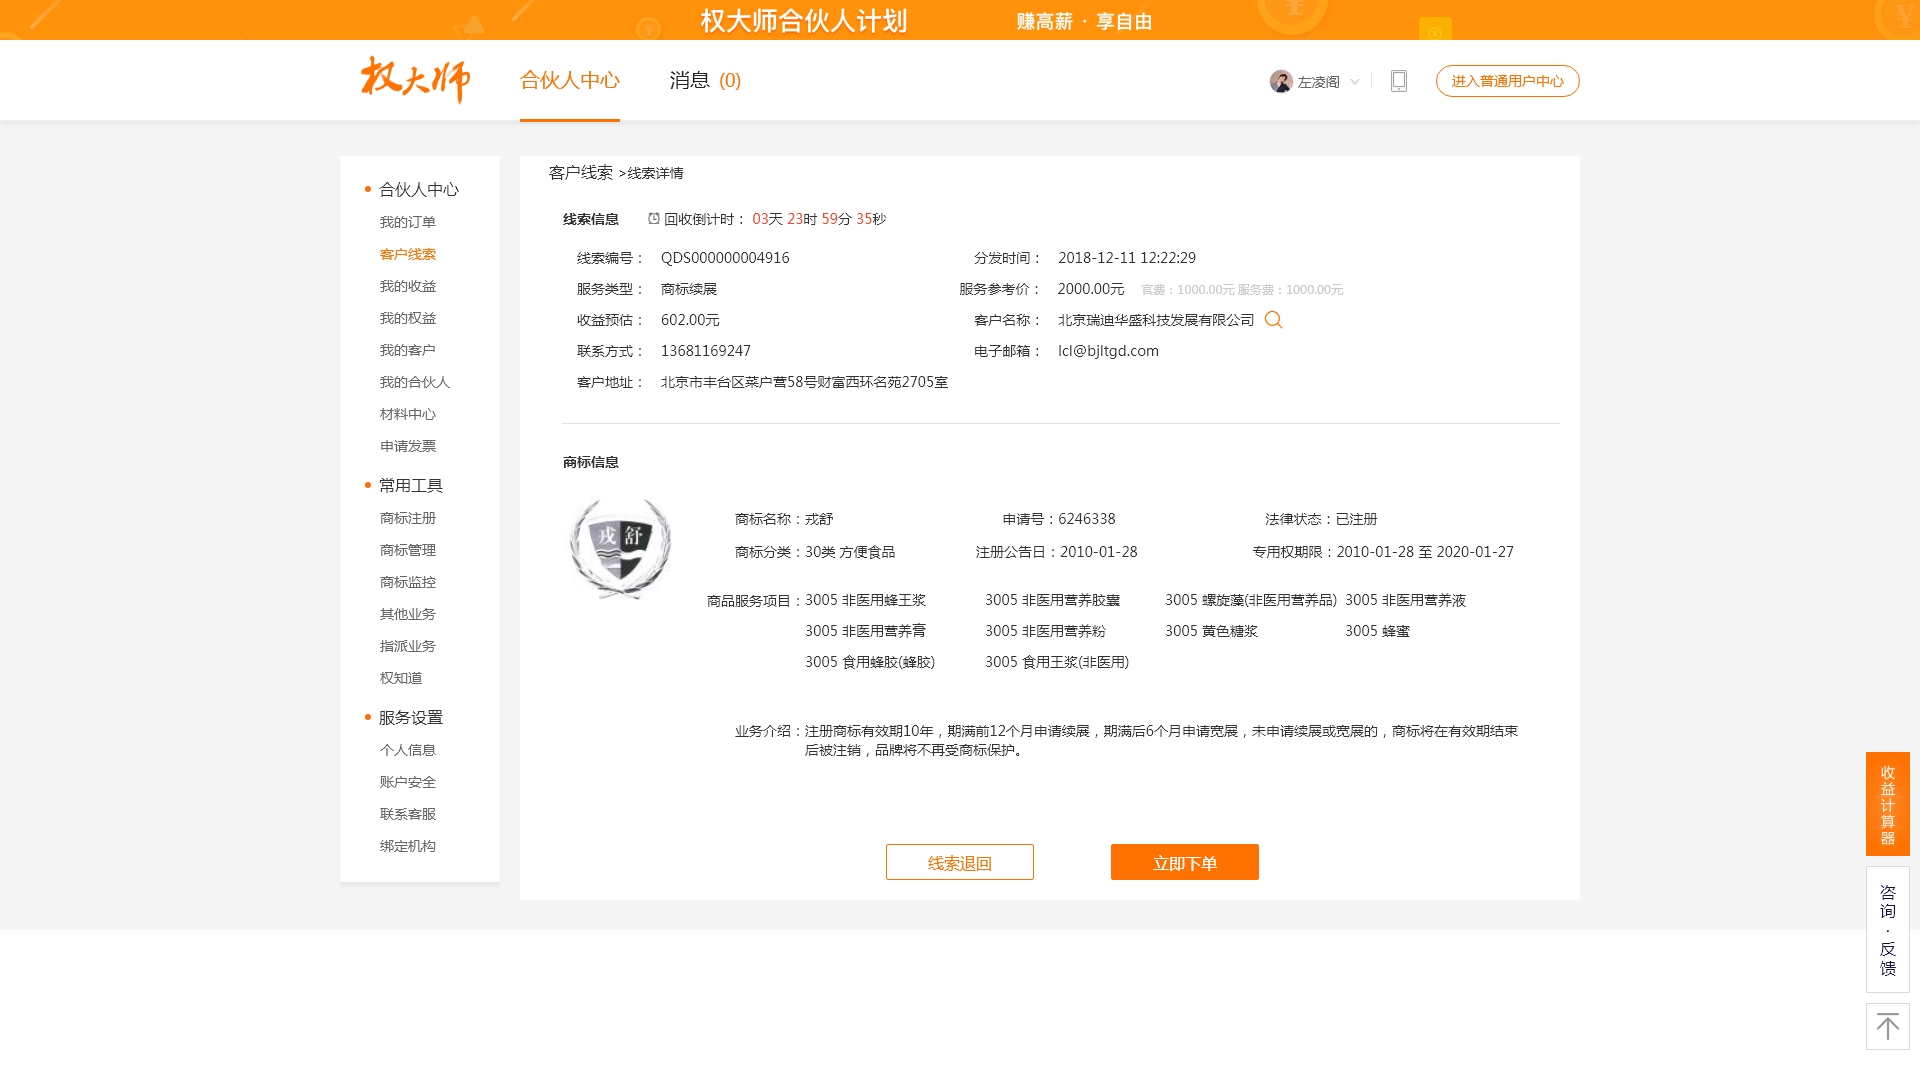 权大师合伙人计划 赚高薪 · 享自由
权大师 合伙人中心 消息 (0) 左凌阁 进入普通用户中心
合伙人中心
我的订单
客户线索
我的收益
我的权益
我的客户
我的合伙人
材料中心
申请发票
常用工具
商标注册
商标管理
商标监控
其他业务
指派业务
权知道
服务设置
个人信息
账户安全
联系客服
绑定机构
客户线索 >线索详情
线索信息 回收倒计时： 03天 23时 59分 35秒
线索编号： QDS000000004916 分发时间： 2018-12-11 12:22:29
服务类型： 商标续展 服务参考价： 2000.00元 官费：1000.00元 服务费：1000.00元
收益预估： 602.00元 客户名称： 北京瑞迪华盛科技发展有限公司
联系方式： 13681169247 电子邮箱： lcl@bjltgd.com
客户地址： 北京市丰台区菜户营58号财富西环名苑2705室
商标信息
戎舒
商标名称：戎舒 申请号：6246338 法律状态：已注册
商标分类：30类 方便食品 注册公告日：2010-01-28 专用权期限：2010-01-28 至 2020-01-27
商品服务项目：3005 非医用蜂王浆 3005 非医用营养胶囊 3005 螺旋藻(非医用营养品) 3005 非医用营养液
3005 非医用营养膏 3005 非医用营养粉 3005 黄色糖浆 3005 蜂蜜
3005 食用蜂胶(蜂胶) 3005 食用王浆(非医用)
业务介绍：注册商标有效期10年，期满前12个月申请续展，期满后6个月申请宽展，未申请续展或宽展的，商标将在有效期结束
后被注销，品牌将不再受商标保护。
线索退回 立即下单
收益计算器
咨询·反馈